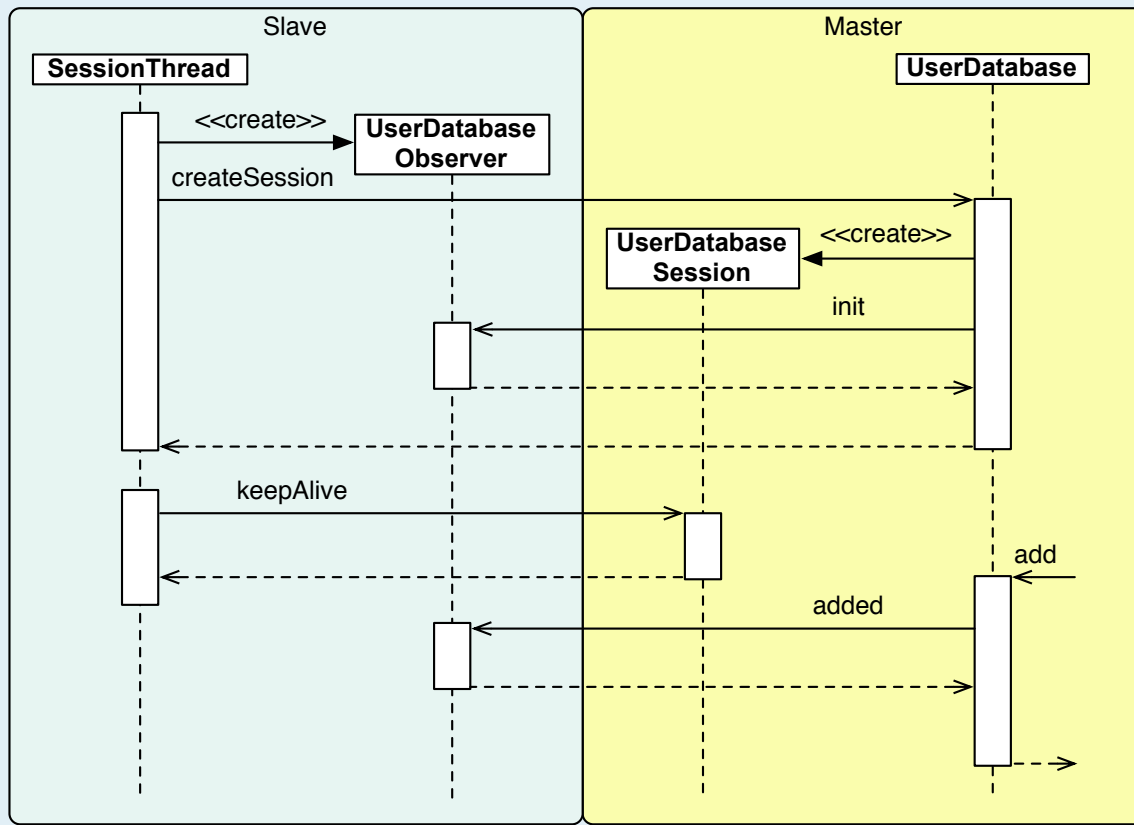 Slave
Master
SessionThread
UserDatabase
<<create>>
UserDatabase
Observer
createSession
UserDatabase
Session
<<create>>
init
keepAlive
add
added